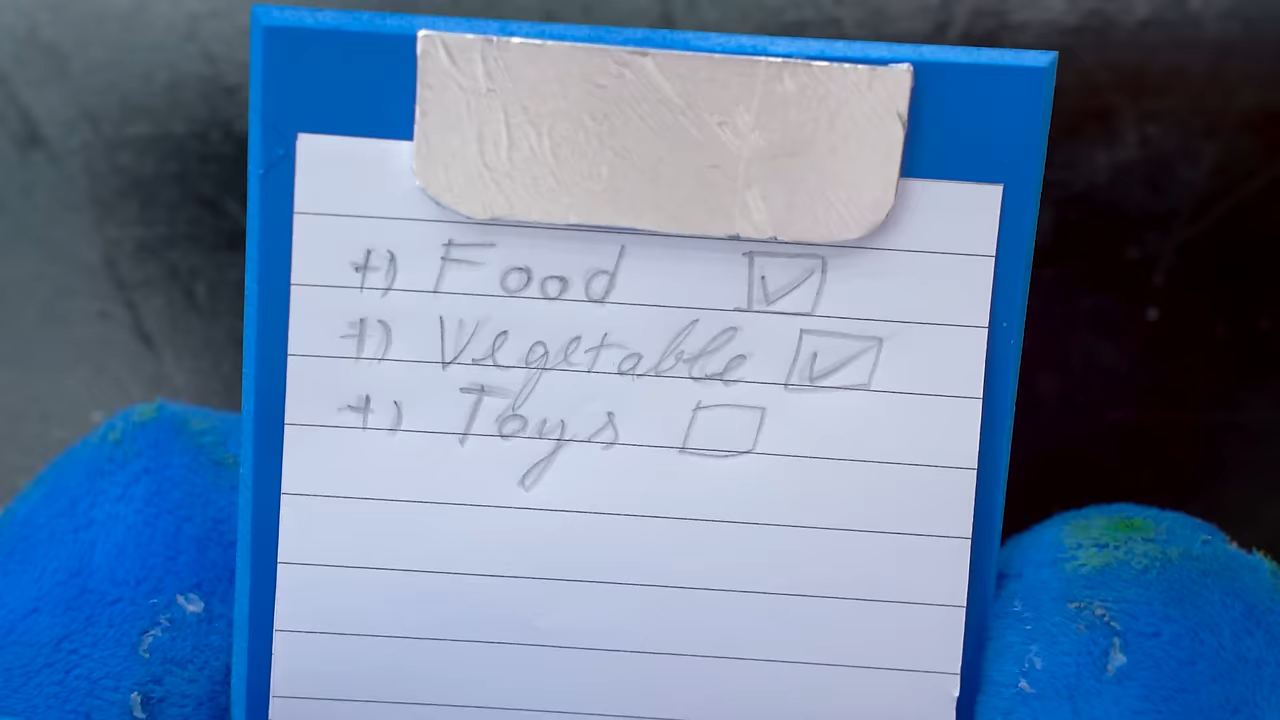 +) Food ☑
+) Vegetable ☑
+) Toys ☐